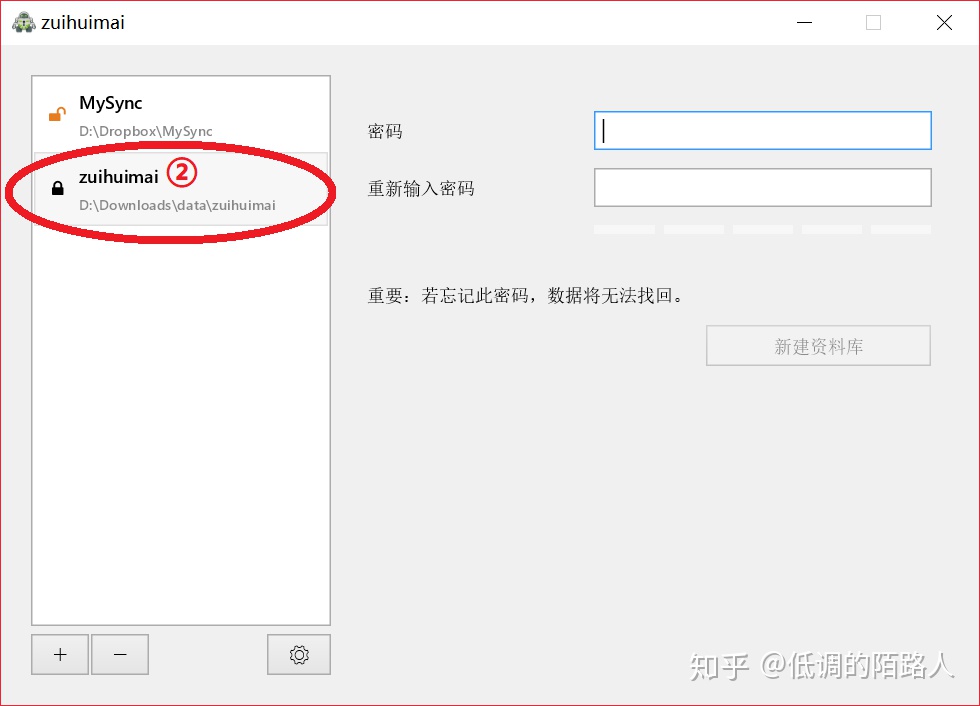 zuihuimai
MySync
D:\Dropbox\MySync
zuihuimai ②
D:\Downloads\data\zuihuimai
密码
重新输入密码
重要：若忘记此密码，数据将无法找回。
新建资料库
知乎 @低调的陌路人